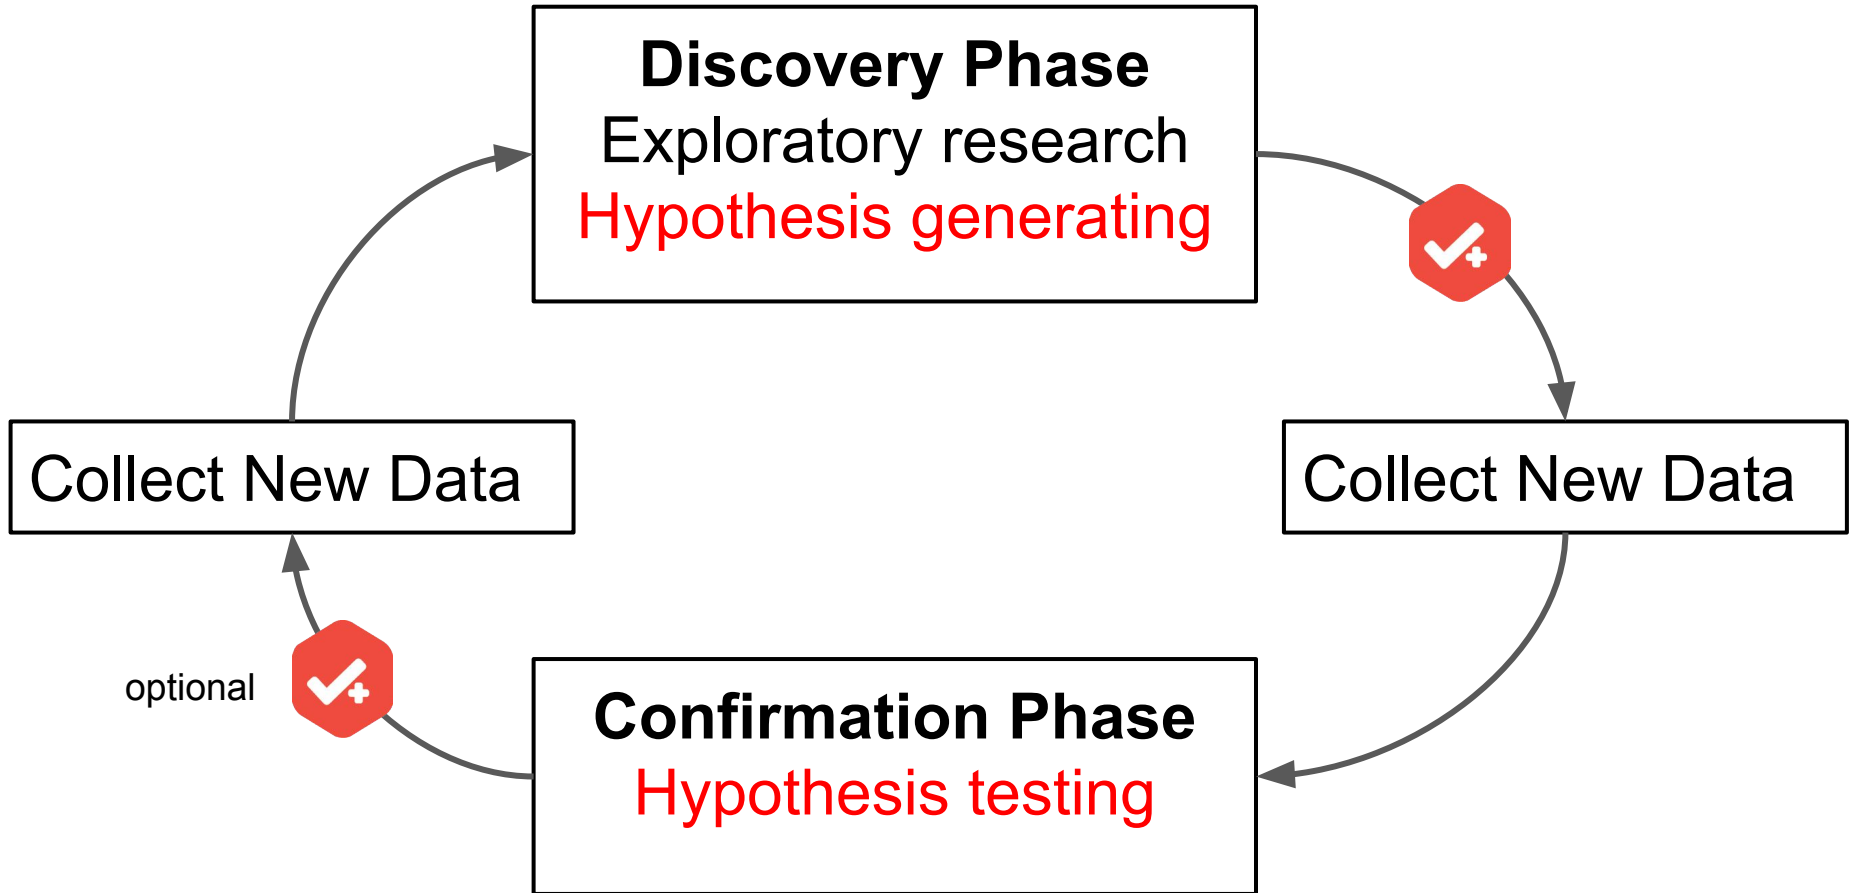 Discovery Phase
Exploratory research
Hypothesis generating
Collect New Data
Collect New Data
optional
Confirmation Phase
Hypothesis testing